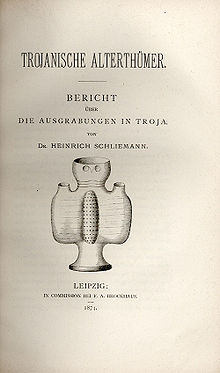 TROJANISCHE ALTERTHÜMER.
BERICHT
ÜBER
DIE AUSGRABUNGEN IN TROJA
VON
DR. HEINRICH SCHLIEMANN.
LEIPZIG:
IN COMMISSION BEI F. A. BROCKHAUS.
1874.